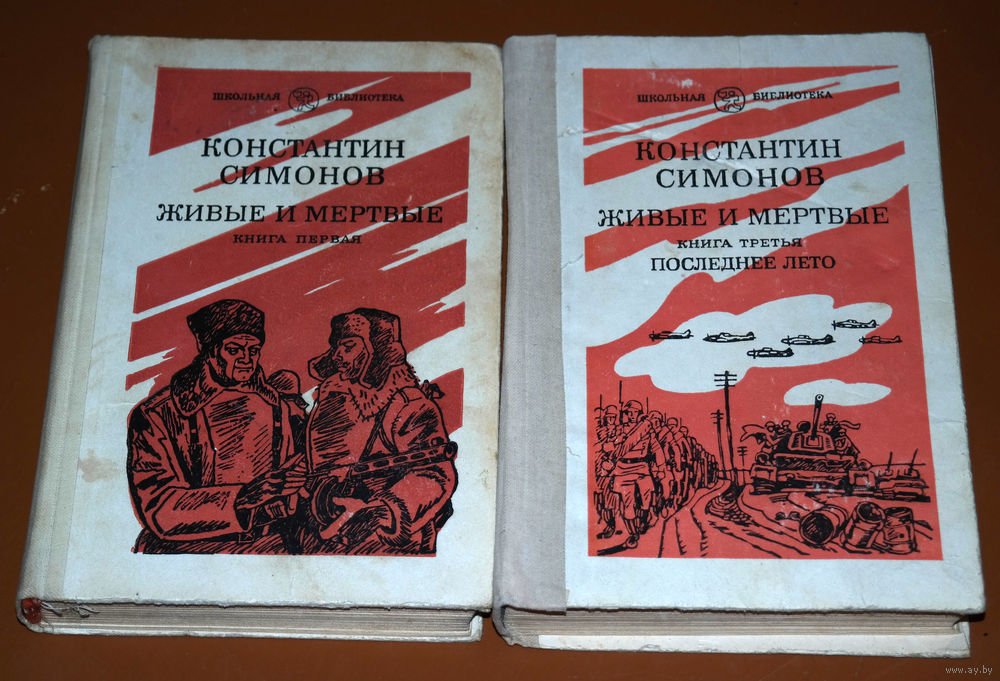 ШКОЛЬНАЯ БИБЛИОТЕКА
КОНСТАНТИН
СИМОНОВ
ЖИВЫЕ И МЕРТВЫЕ
КНИГА ПЕРВАЯ
ШКОЛЬНАЯ БИБЛИОТЕКА
КОНСТАНТИН
СИМОНОВ
ЖИВЫЕ И МЕРТВЫЕ
КНИГА ТРЕТЬЯ
ПОСЛЕДНЕЕ ЛЕТО
www.ay.by